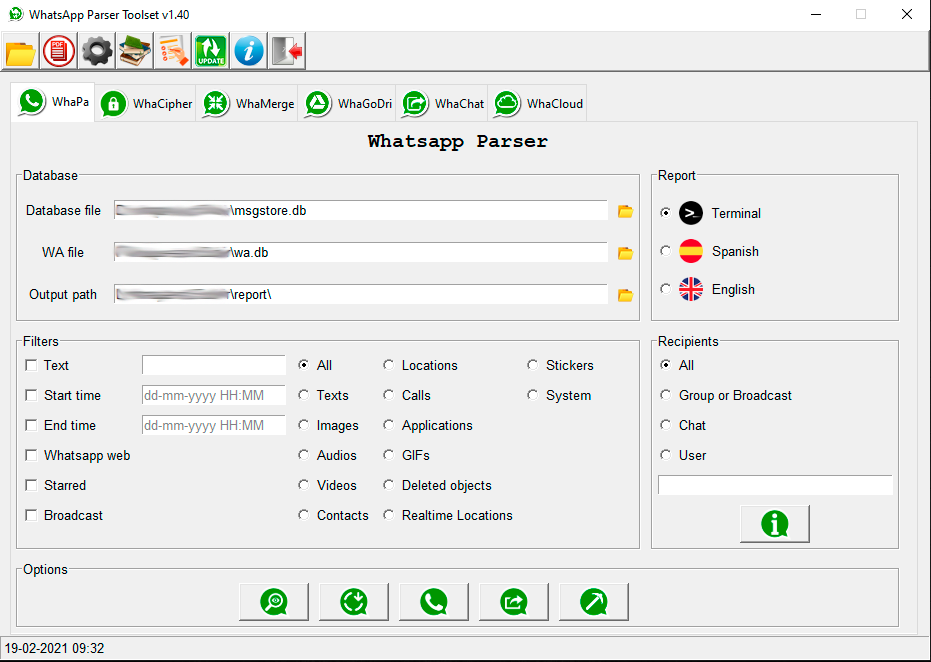 WhatsApp Parser Toolset v1.40
PDF
UPDATE
WhaPa WhaCipher WhaMerge WhaGoDri WhaChat WhaCloud
Whatsapp Parser
Database
Database file \msgstore.db
WA file \wa.db
Output path \report\
Report
Terminal
Spanish
English
Filters
Text All Locations Stickers
Start time dd-mm-yyyy HH:MM Texts Calls System
End time dd-mm-yyyy HH:MM Images Applications
Whatsapp web Audios GIFs
Starred Videos Deleted objects
Broadcast Contacts Realtime Locations
Recipients
All
Group or Broadcast
Chat
User
Options
19-02-2021 09:32